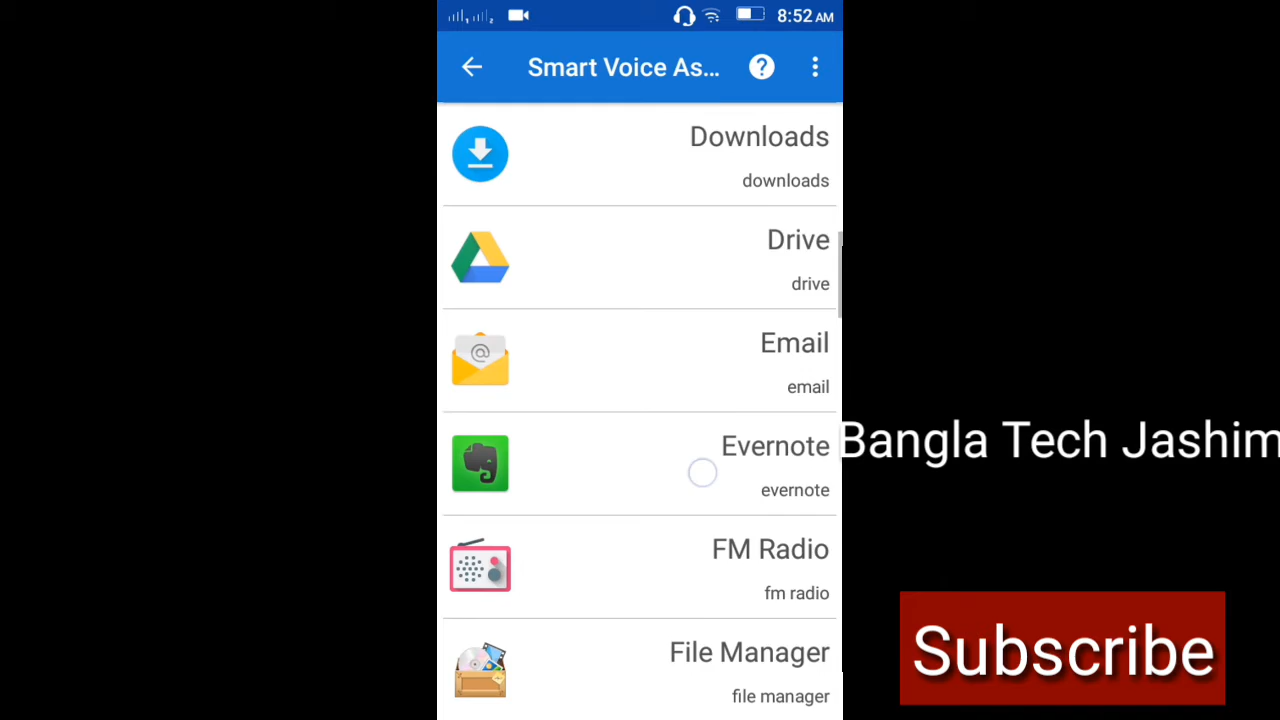 8:52 AM
Smart Voice As...
Downloads
downloads
Drive
drive
Email
email
Evernote
evernote
FM Radio
fm radio
File Manager
file manager
Bangla Tech Jashim
Subscribe